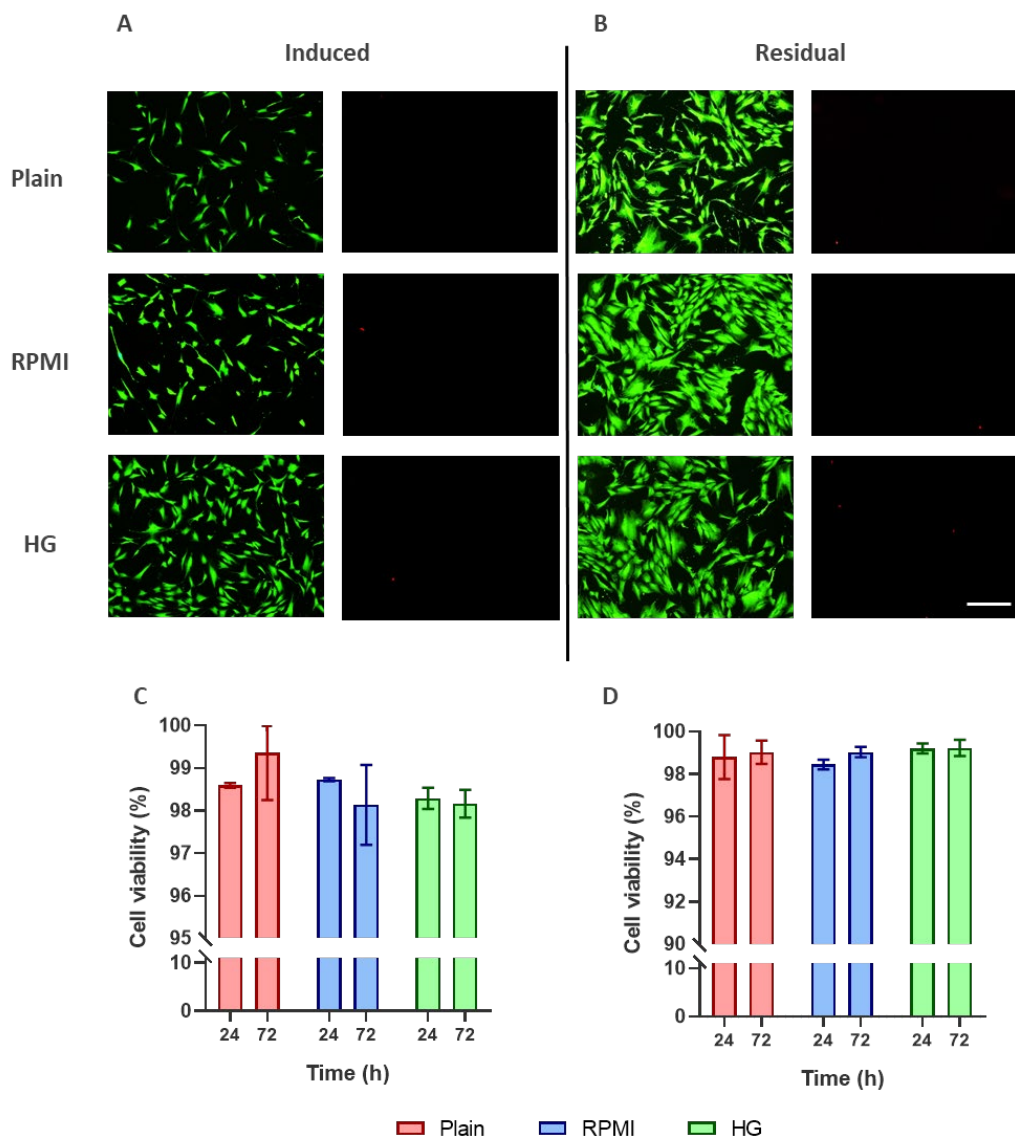 A
B
Induced
Residual
Plain
RPMI
HG
C
D
Cell viability (%)
100
99
98
97
96
95
10
0
24 72 24 72 24 72
Time (h)
Cell viability (%)
100
98
96
94
92
90
10
0
24 72 24 72 24 72
Time (h)
Plain RPMI HG